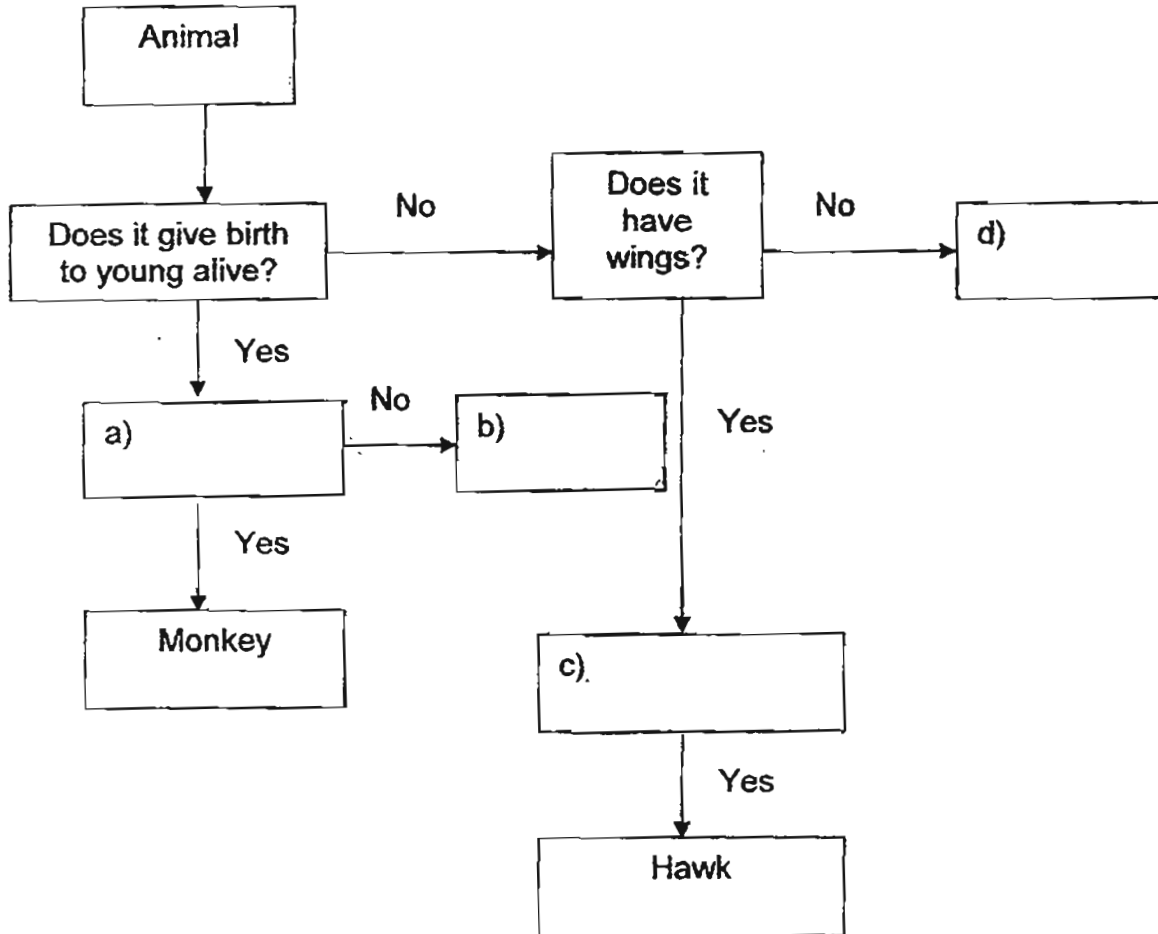 Animal
Does it give birth
to young alive?
No
Does it
have
wings?
No
d)
Yes
a)
No
b)
Yes
Yes
Monkey
c)
Yes
Hawk